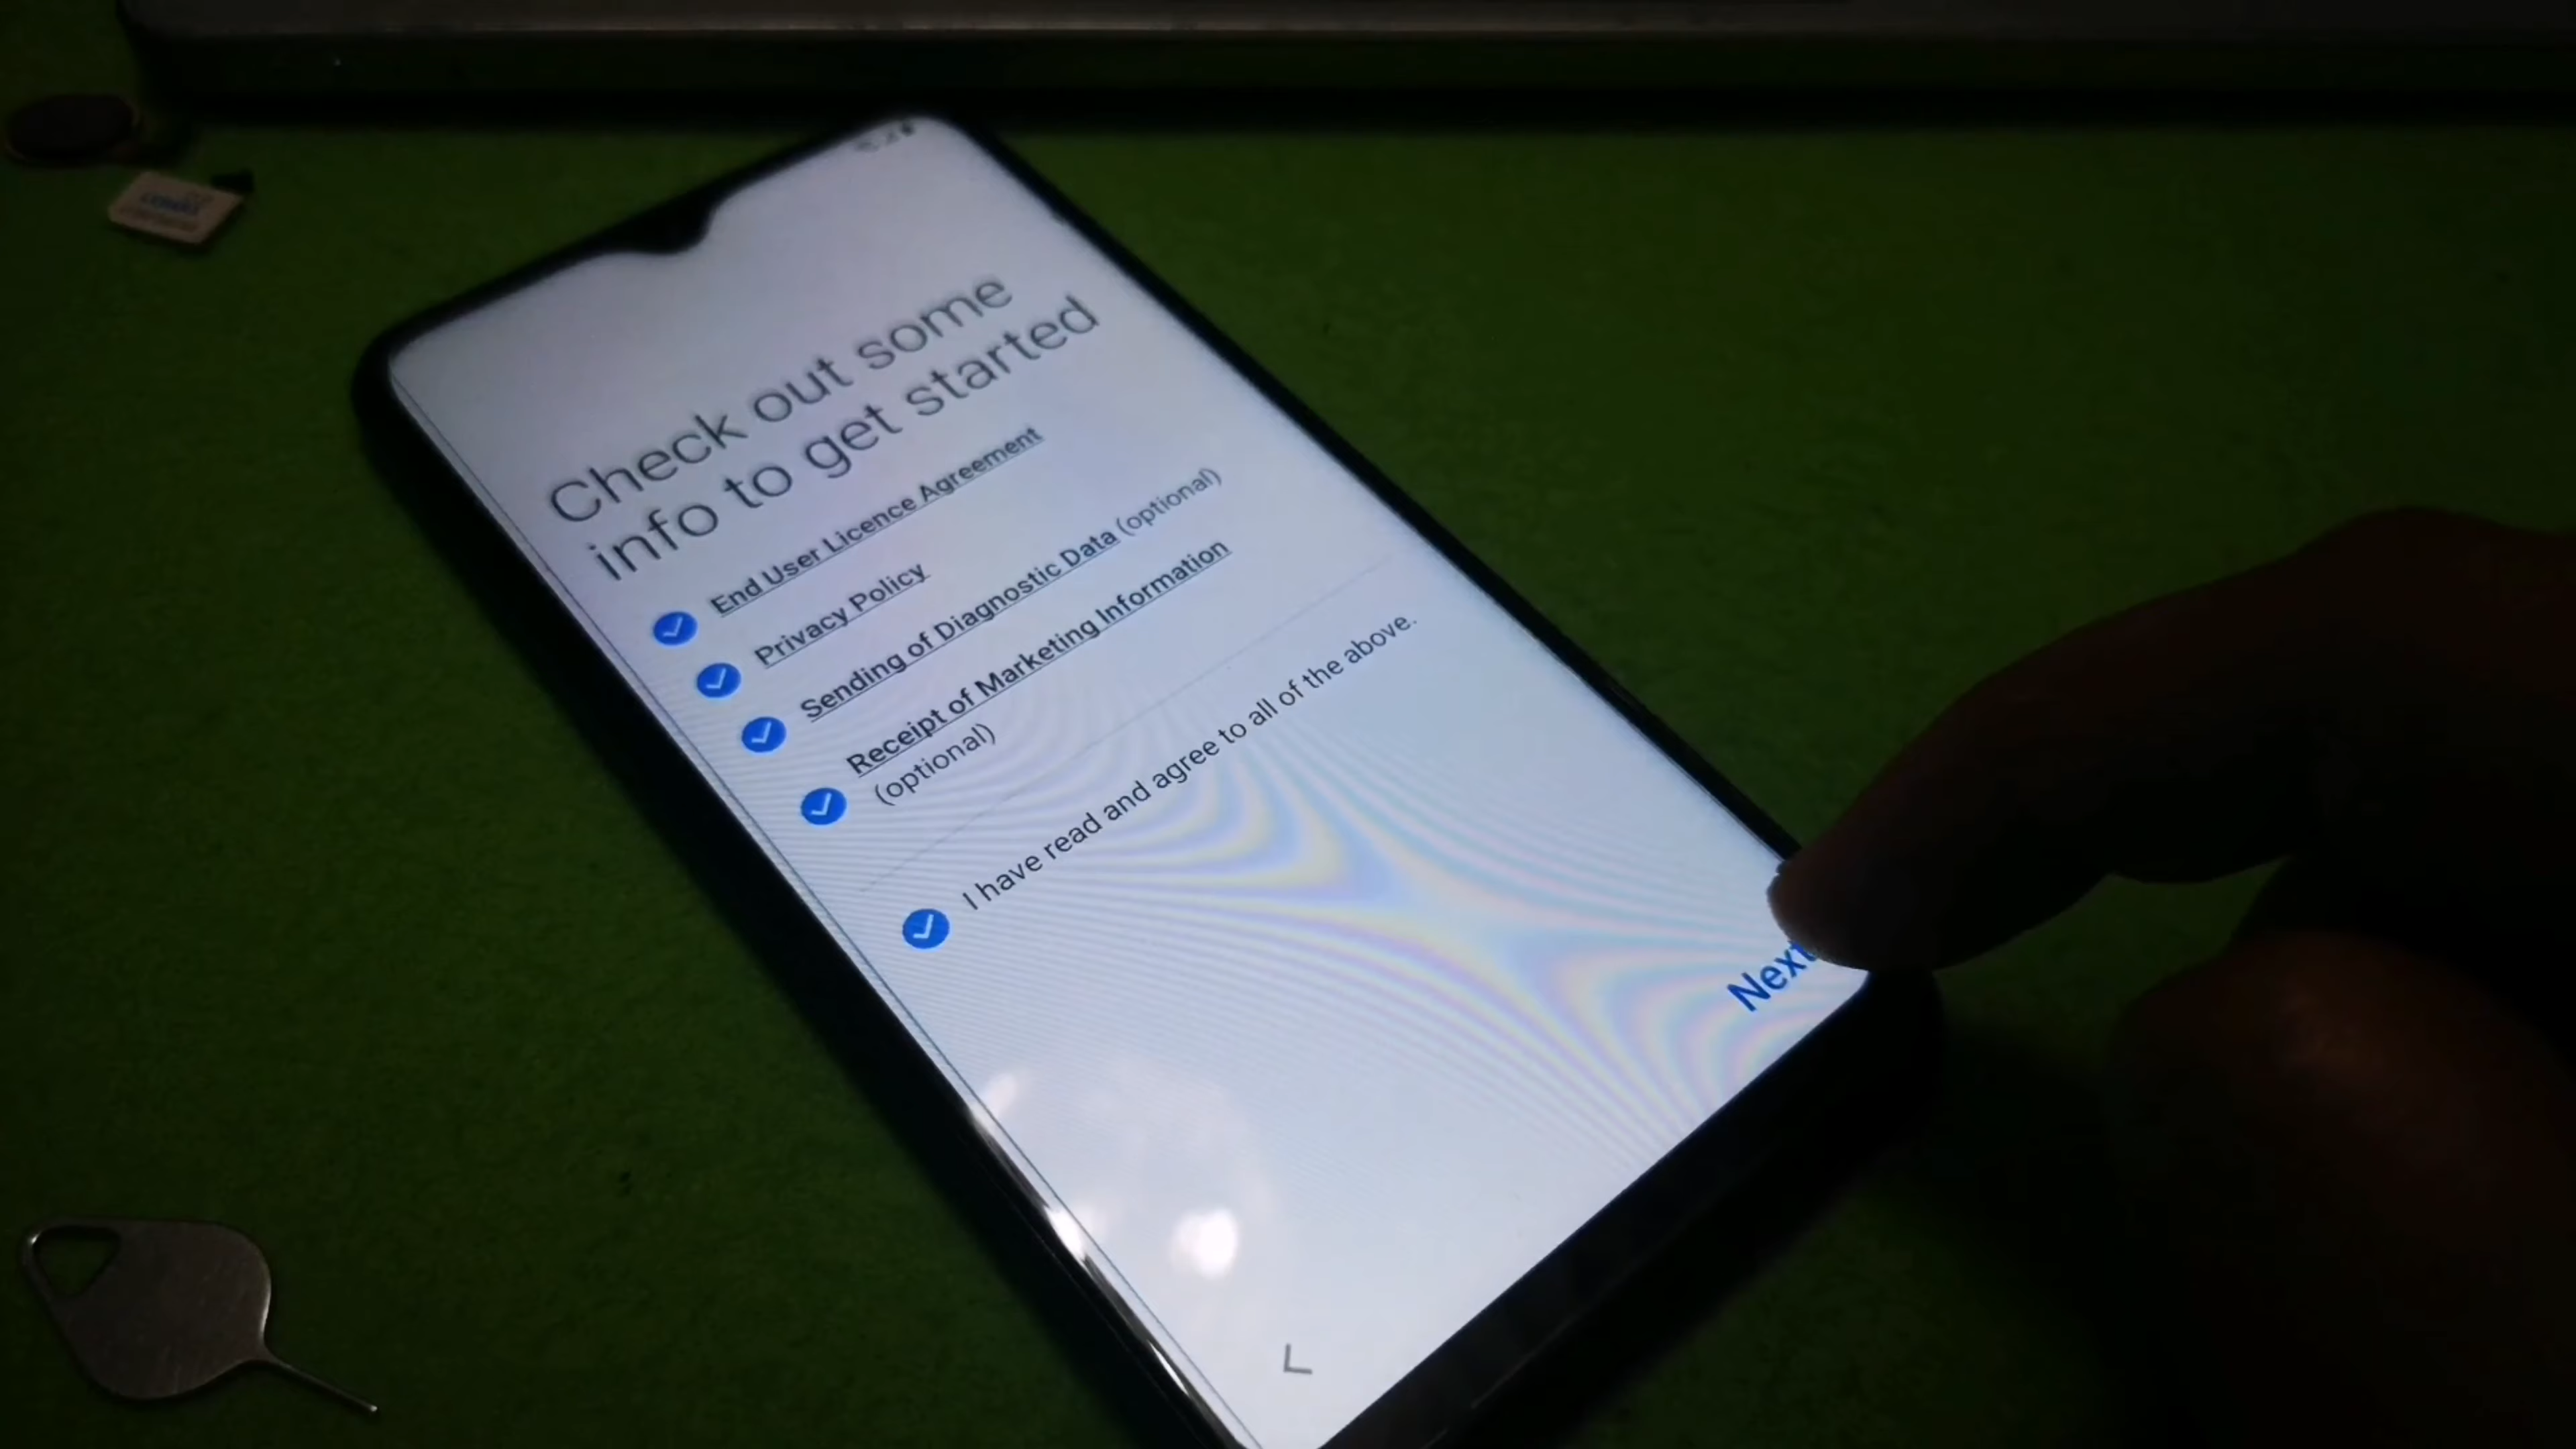 Check out some
info to get started
End User Licence Agreement
Privacy Policy
Sending of Diagnostic Data (optional)
Receipt of Marketing Information
(optional)
I have read and agree to all of the above.
Next